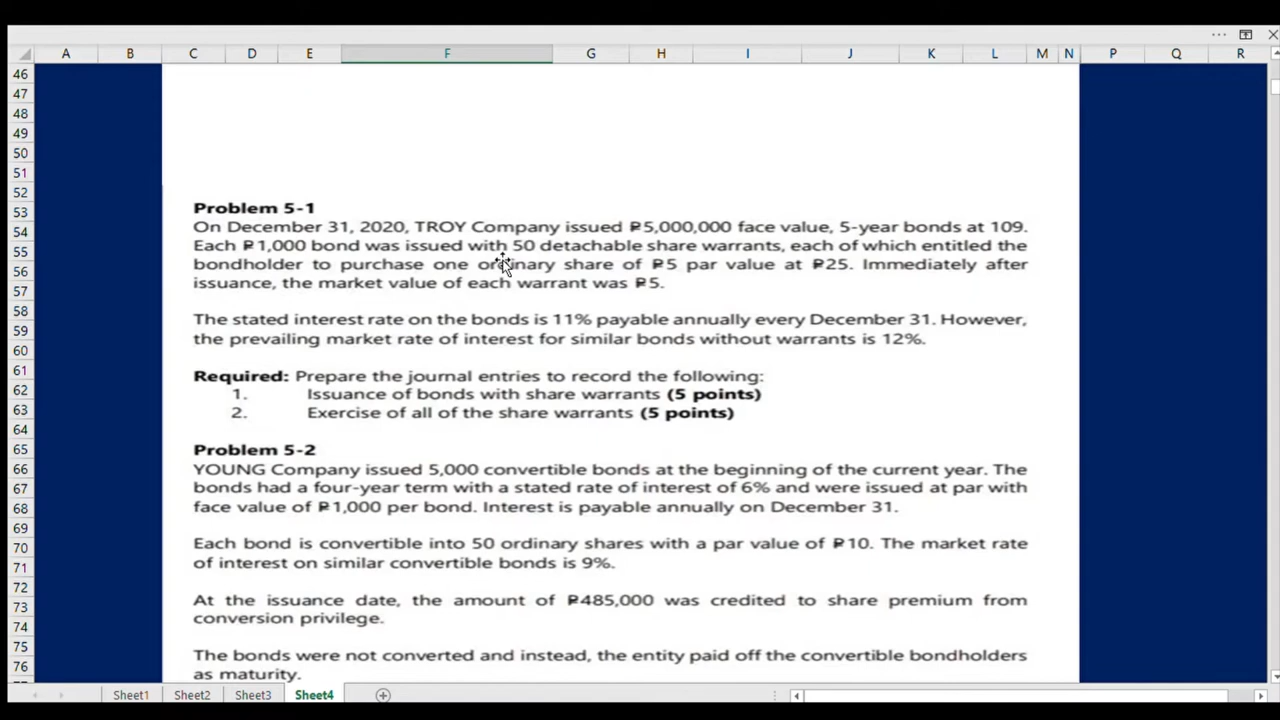 A B C D E F G H I J K L M N P Q R
46
47
48
49
50
51
52
53
54
55
56
57
58
59
60
61
62
63
64
65
66
67
68
69
70
71
72
73
74
75
76
Problem 5-1
On December 31, 2020, TROY Company issued ₱5,000,000 face value, 5-year bonds at 109.
Each ₱1,000 bond was issued with 50 detachable share warrants, each of which entitled the
bondholder to purchase one ordinary share of ₱5 par value at ₱25. Immediately after
issuance, the market value of each warrant was ₱5.
The stated interest rate on the bonds is 11% payable annually every December 31. However,
the prevailing market rate of interest for similar bonds without warrants is 12%.
Required: Prepare the journal entries to record the following:
1. Issuance of bonds with share warrants (5 points)
2. Exercise of all of the share warrants (5 points)
Problem 5-2
YOUNG Company issued 5,000 convertible bonds at the beginning of the current year. The
bonds had a four-year term with a stated rate of interest of 6% and were issued at par with
face value of ₱1,000 per bond. Interest is payable annually on December 31.
Each bond is convertible into 50 ordinary shares with a par value of ₱10. The market rate
of interest on similar convertible bonds is 9%.
At the issuance date, the amount of ₱485,000 was credited to share premium from
conversion privilege.
The bonds were not converted and instead, the entity paid off the convertible bondholders
as maturity.
Sheet1 Sheet2 Sheet3 Sheet4